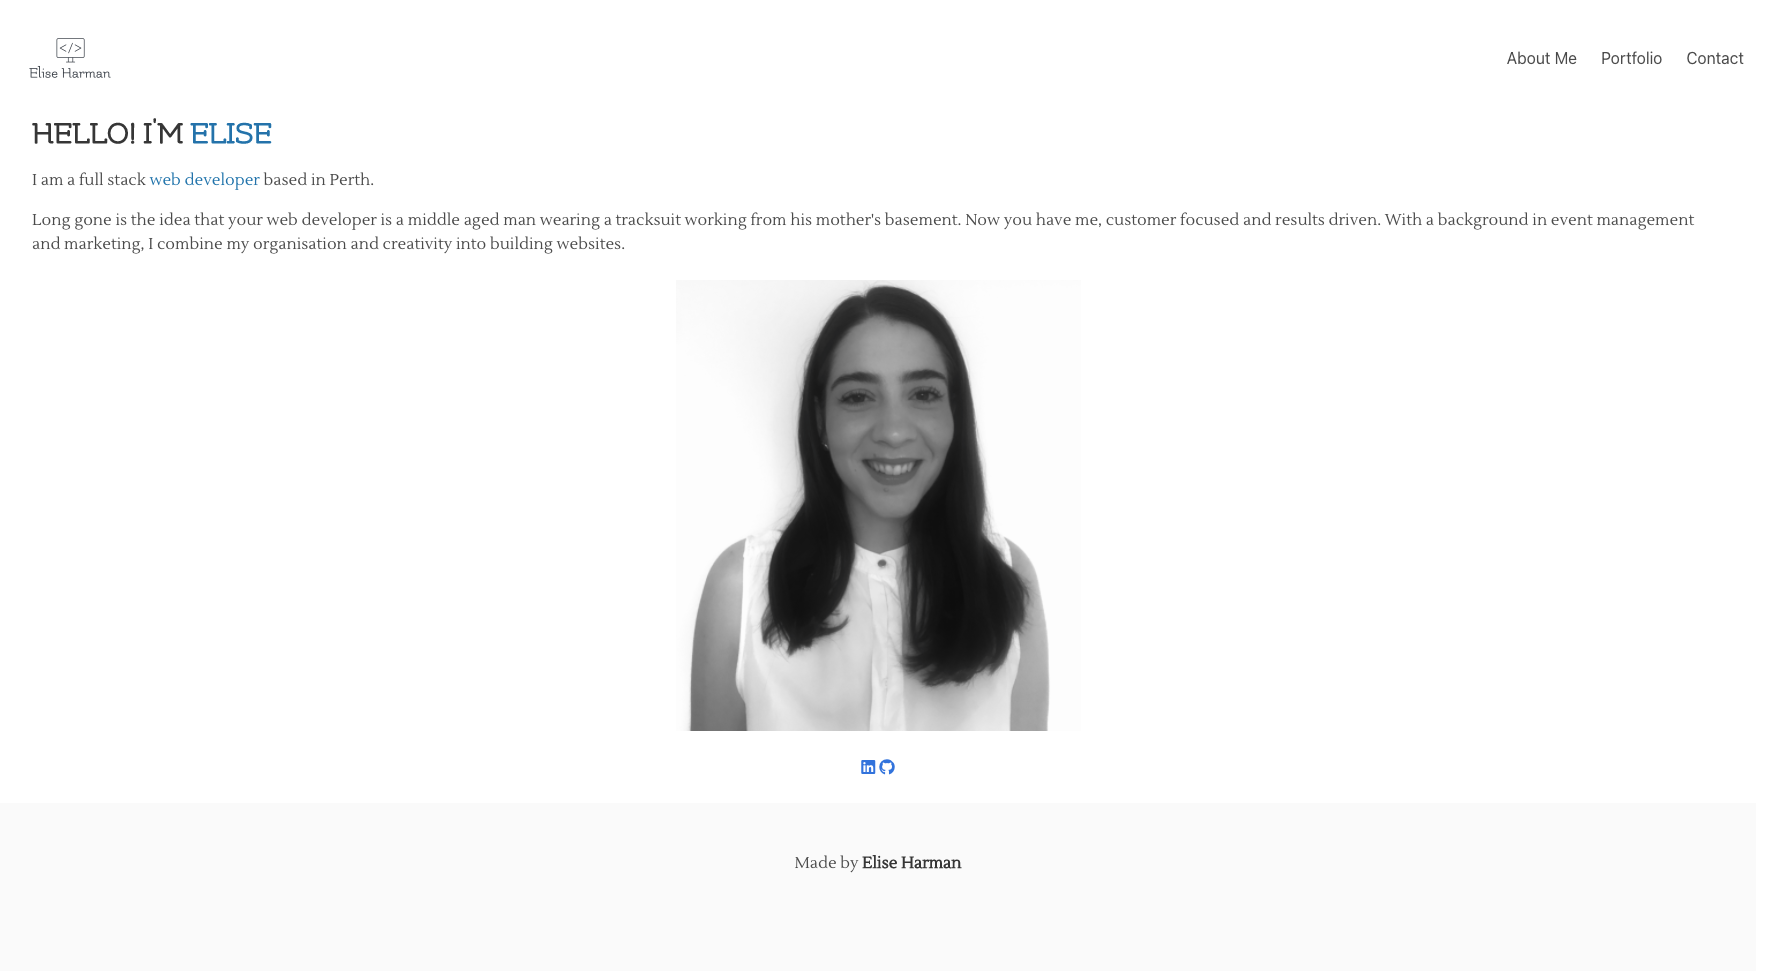 </>
Elise Harman
About Me Portfolio Contact
HELLO! I'M ELISE
I am a full stack web developer based in Perth.
Long gone is the idea that your web developer is a middle aged man wearing a tracksuit working from his mother's basement. Now you have me, customer focused and results driven. With a background in event management
and marketing, I combine my organisation and creativity into building websites.
in
Made by Elise Harman